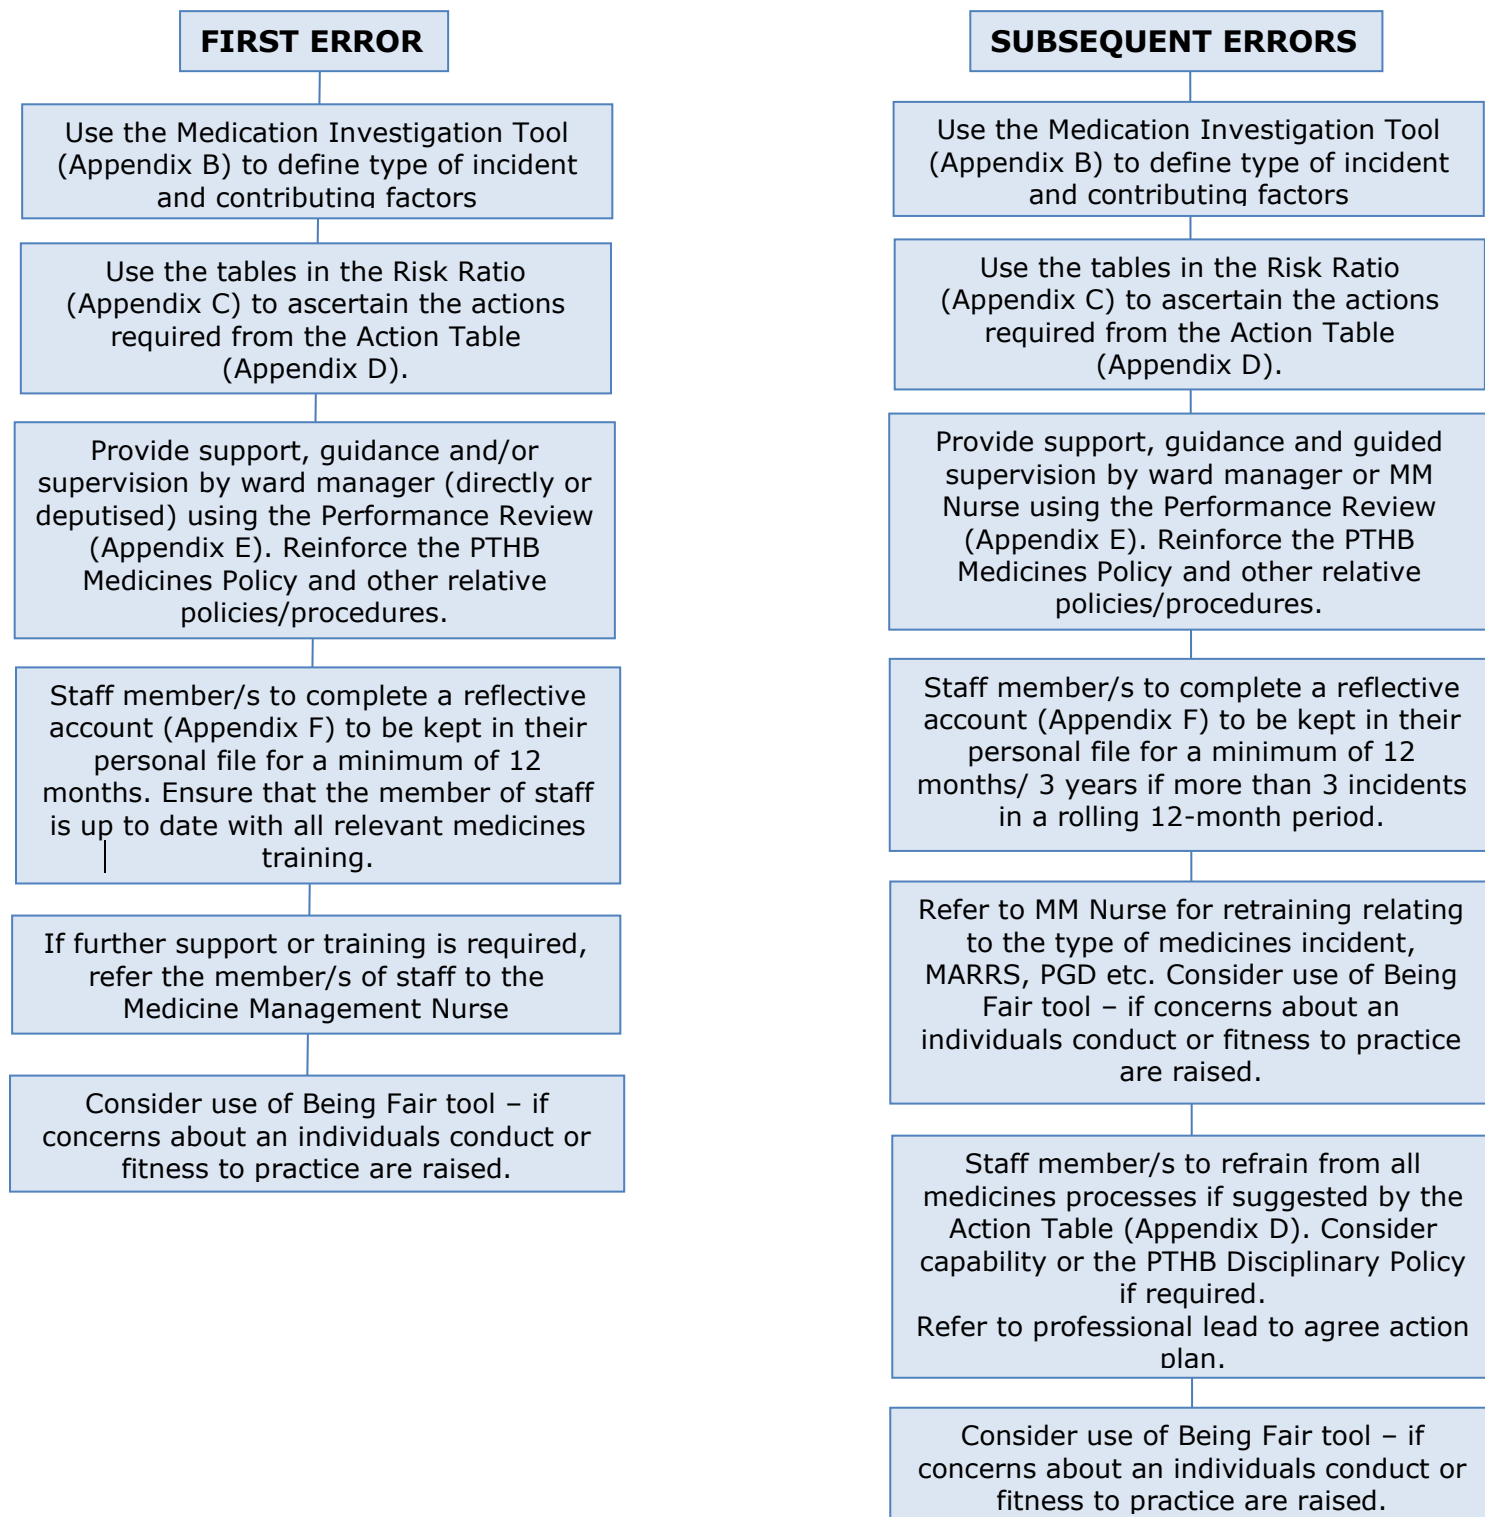 FIRST ERROR
Use the Medication Investigation Tool
(Appendix B) to define type of incident
and contributing factors
Use the tables in the Risk Ratio
(Appendix C) to ascertain the actions
required from the Action Table
(Appendix D).
Provide support, guidance and/or
supervision by ward manager (directly or
deputised) using the Performance Review
(Appendix E). Reinforce the PTHB
Medicines Policy and other relative
policies/procedures.
Staff member/s to complete a reflective
account (Appendix F) to be kept in their
personal file for a minimum of 12
months. Ensure that the member of staff
is up to date with all relevant medicines
training.
If further support or training is required,
refer the member/s of staff to the
Medicine Management Nurse
Consider use of Being Fair tool – if
concerns about an individuals conduct or
fitness to practice are raised.
SUBSEQUENT ERRORS
Use the Medication Investigation Tool
(Appendix B) to define type of incident
and contributing factors
Use the tables in the Risk Ratio
(Appendix C) to ascertain the actions
required from the Action Table
(Appendix D).
Provide support, guidance and guided
supervision by ward manager or MM
Nurse using the Performance Review
(Appendix E). Reinforce the PTHB
Medicines Policy and other relative
policies/procedures.
Staff member/s to complete a reflective
account (Appendix F) to be kept in their
personal file for a minimum of 12
months/ 3 years if more than 3 incidents
in a rolling 12-month period.
Refer to MM Nurse for retraining relating
to the type of medicines incident,
MARRS, PGD etc. Consider use of Being
Fair tool – if concerns about an
individuals conduct or fitness to practice
are raised.
Staff member/s to refrain from all
medicines processes if suggested by the
Action Table (Appendix D). Consider
capability or the PTHB Disciplinary Policy
if required.
Refer to professional lead to agree action
plan.
Consider use of Being Fair tool – if
concerns about an individuals conduct or
fitness to practice are raised.